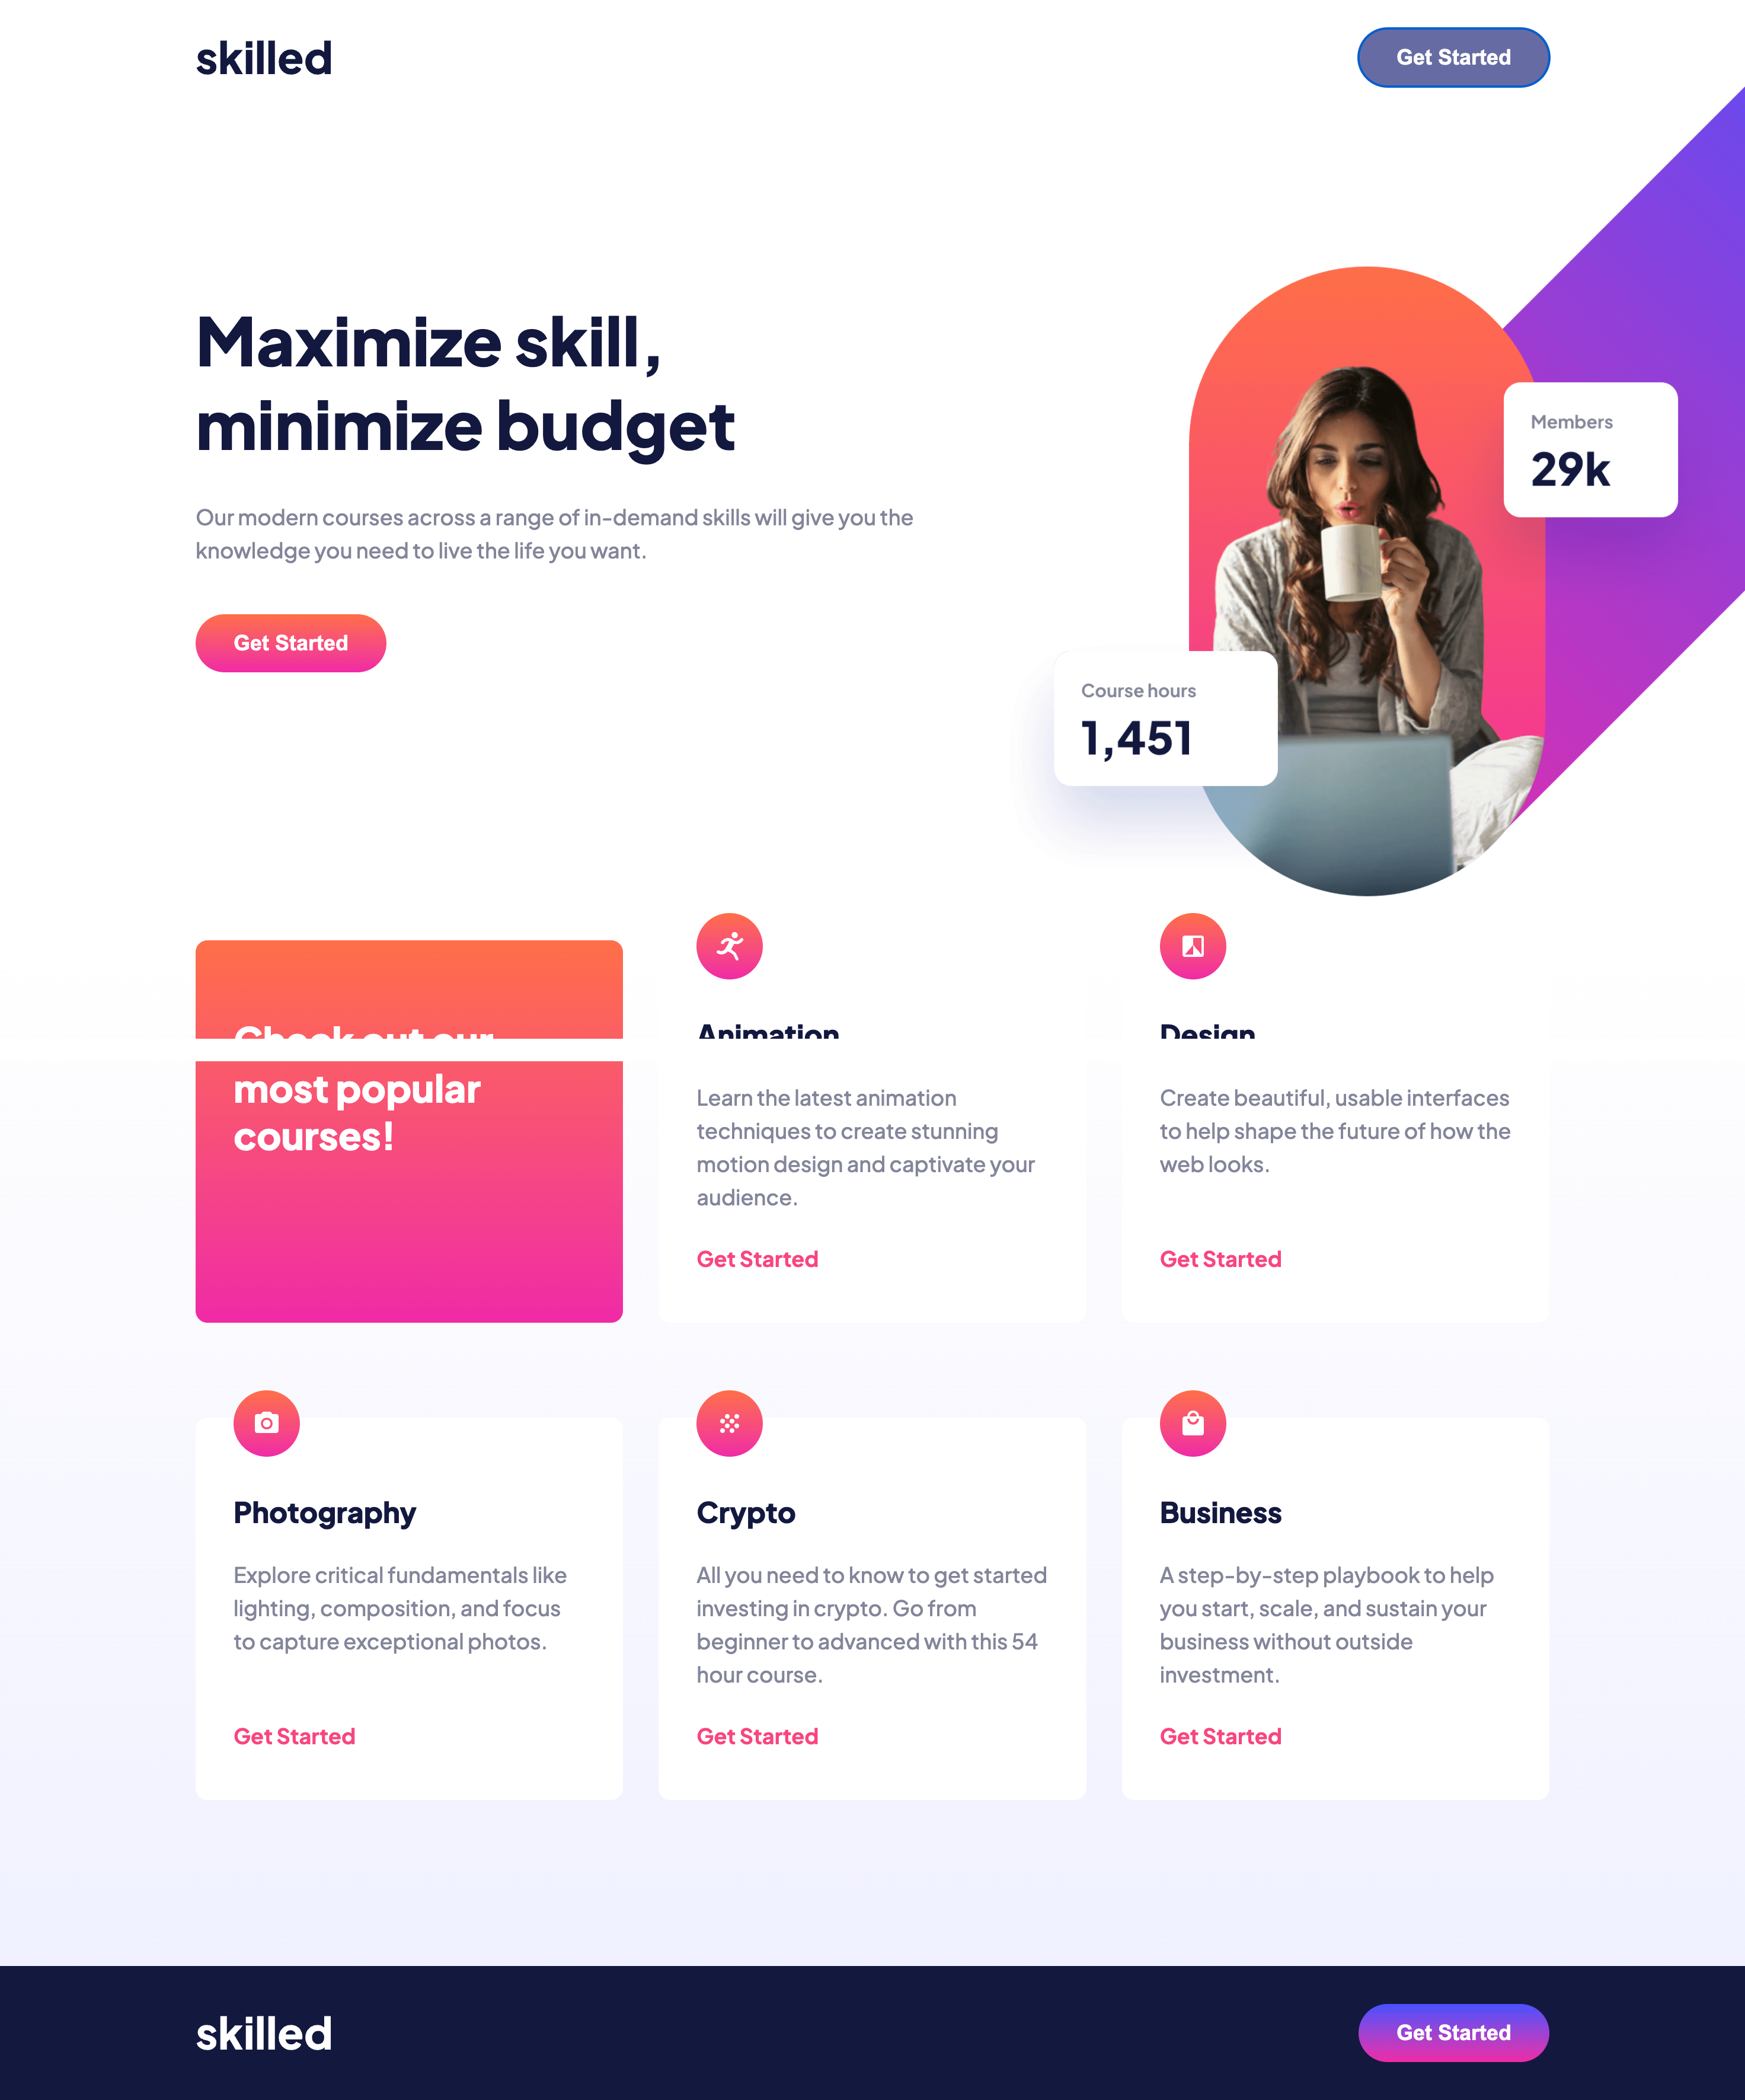 skilled
Get Started
Maximize skill,
minimize budget
Our modern courses across a range of in-demand skills will give you the
knowledge you need to live the life you want.
Get Started
Members
29k
Course hours
1,451
Check out our
most popular
courses!
Animation
Learn the latest animation
techniques to create stunning
motion design and captivate your
audience.
Get Started
Design
Create beautiful, usable interfaces
to help shape the future of how the
web looks.
Get Started
Photography
Explore critical fundamentals like
lighting, composition, and focus
to capture exceptional photos.
Get Started
Crypto
All you need to know to get started
investing in crypto. Go from
beginner to advanced with this 54
hour course.
Get Started
Business
A step-by-step playbook to help
you start, scale, and sustain your
business without outside
investment.
Get Started
skilled
Get Started